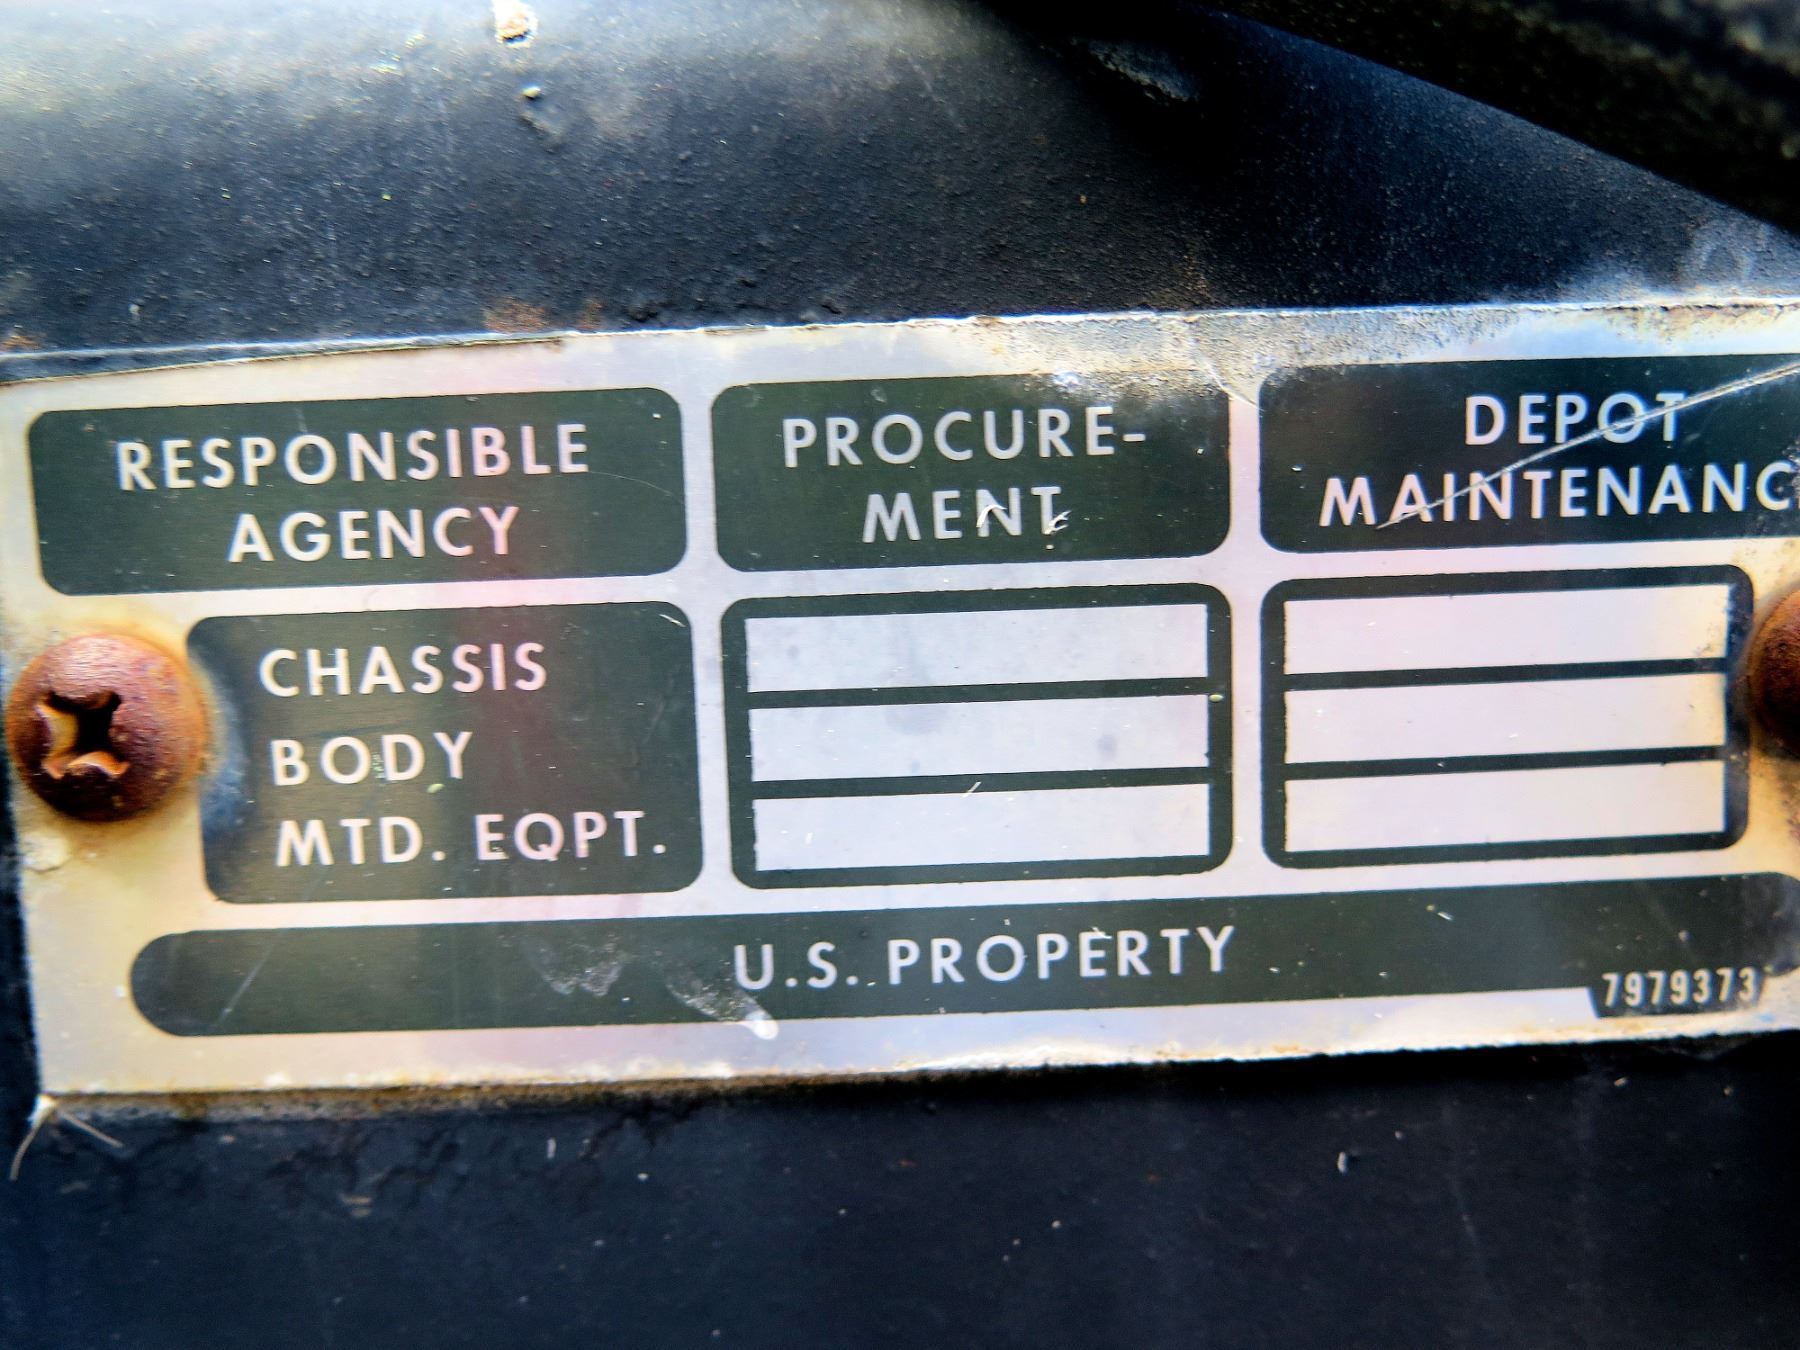 RESPONSIBLE
AGENCY
PROCURE-
MENT
DEPOT
MAINTENANC
CHASSIS
BODY
MTD. EQPT.
U.S. PROPERTY
7979373